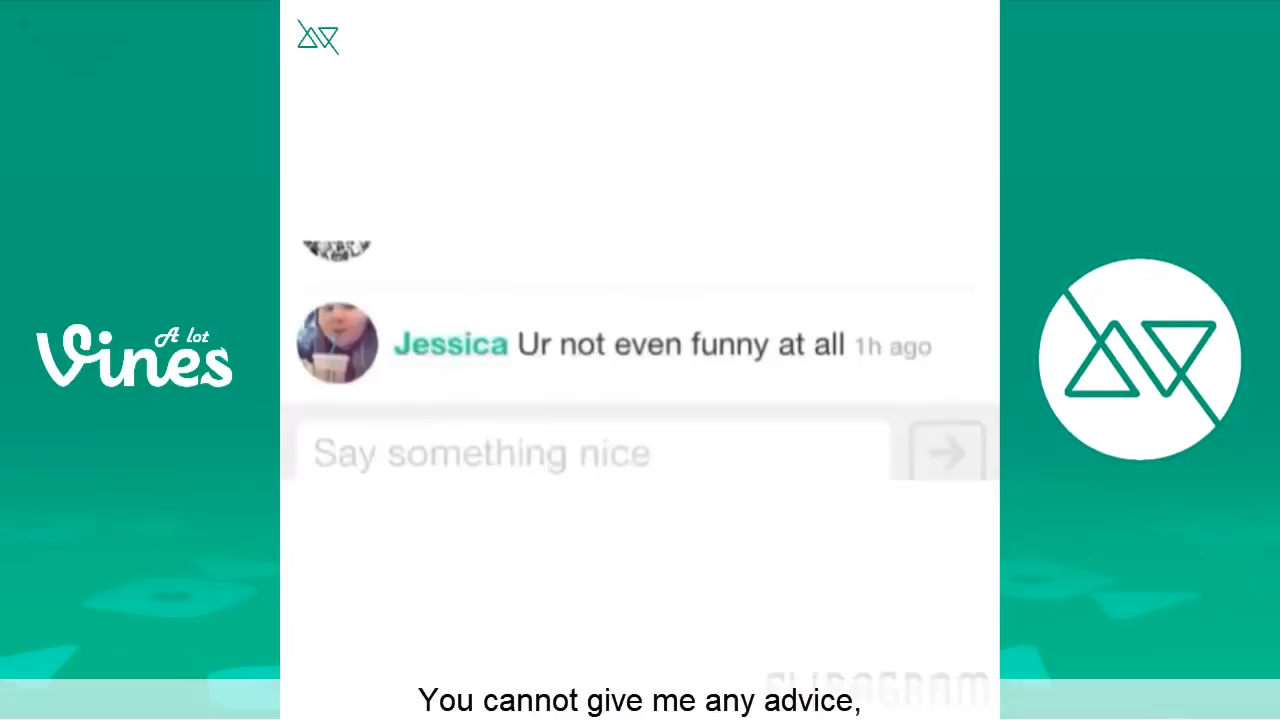 A lot
Vines
Jessica Ur not even funny at all 1h ago
Say something nice
You cannot give me any advice,